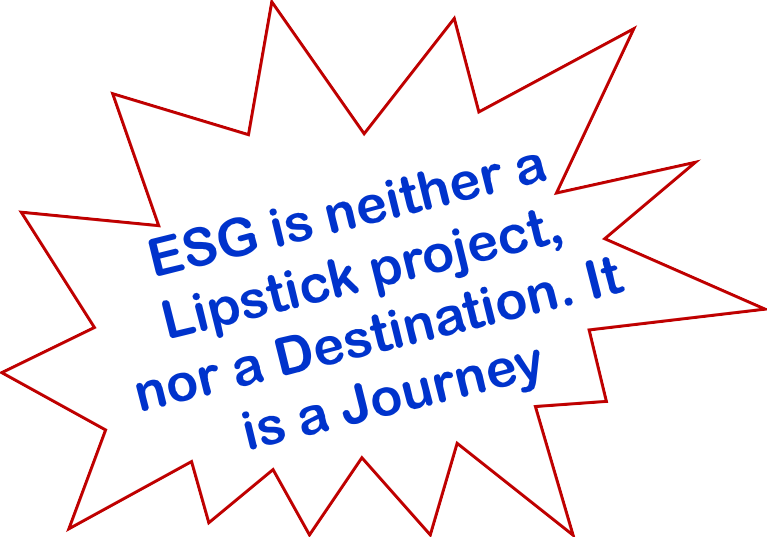 ESG is neither a
Lipstick project,
nor a Destination. It
is a Journey